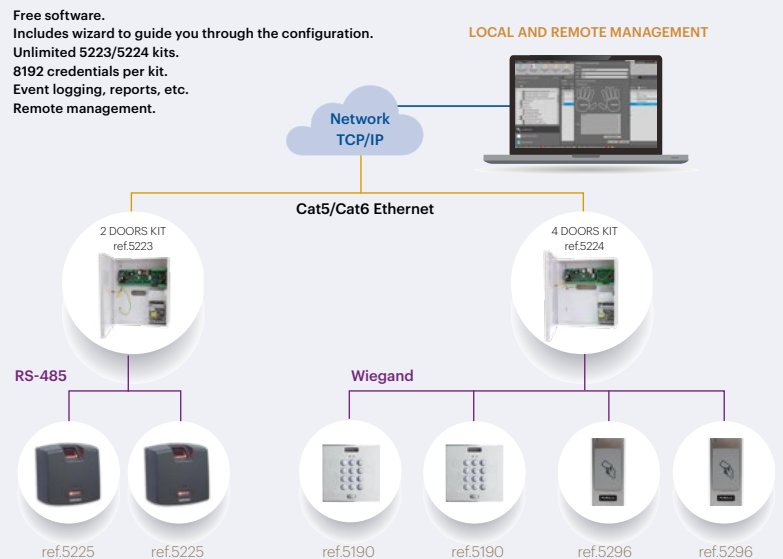 Free software.
Includes wizard to guide you through the configuration.
Unlimited 5223/5224 kits.
8192 credentials per kit.
Event logging, reports, etc.
Remote management.
LOCAL AND REMOTE MANAGEMENT
Network
TCP/IP
Cat5/Cat6 Ethernet
2 DOORS KIT
ref.5223
4 DOORS KIT
ref.5224
RS-485
Wiegand
ref.5225
ref.5225
ref.5190
ref.5190
ref.5296
ref.5296